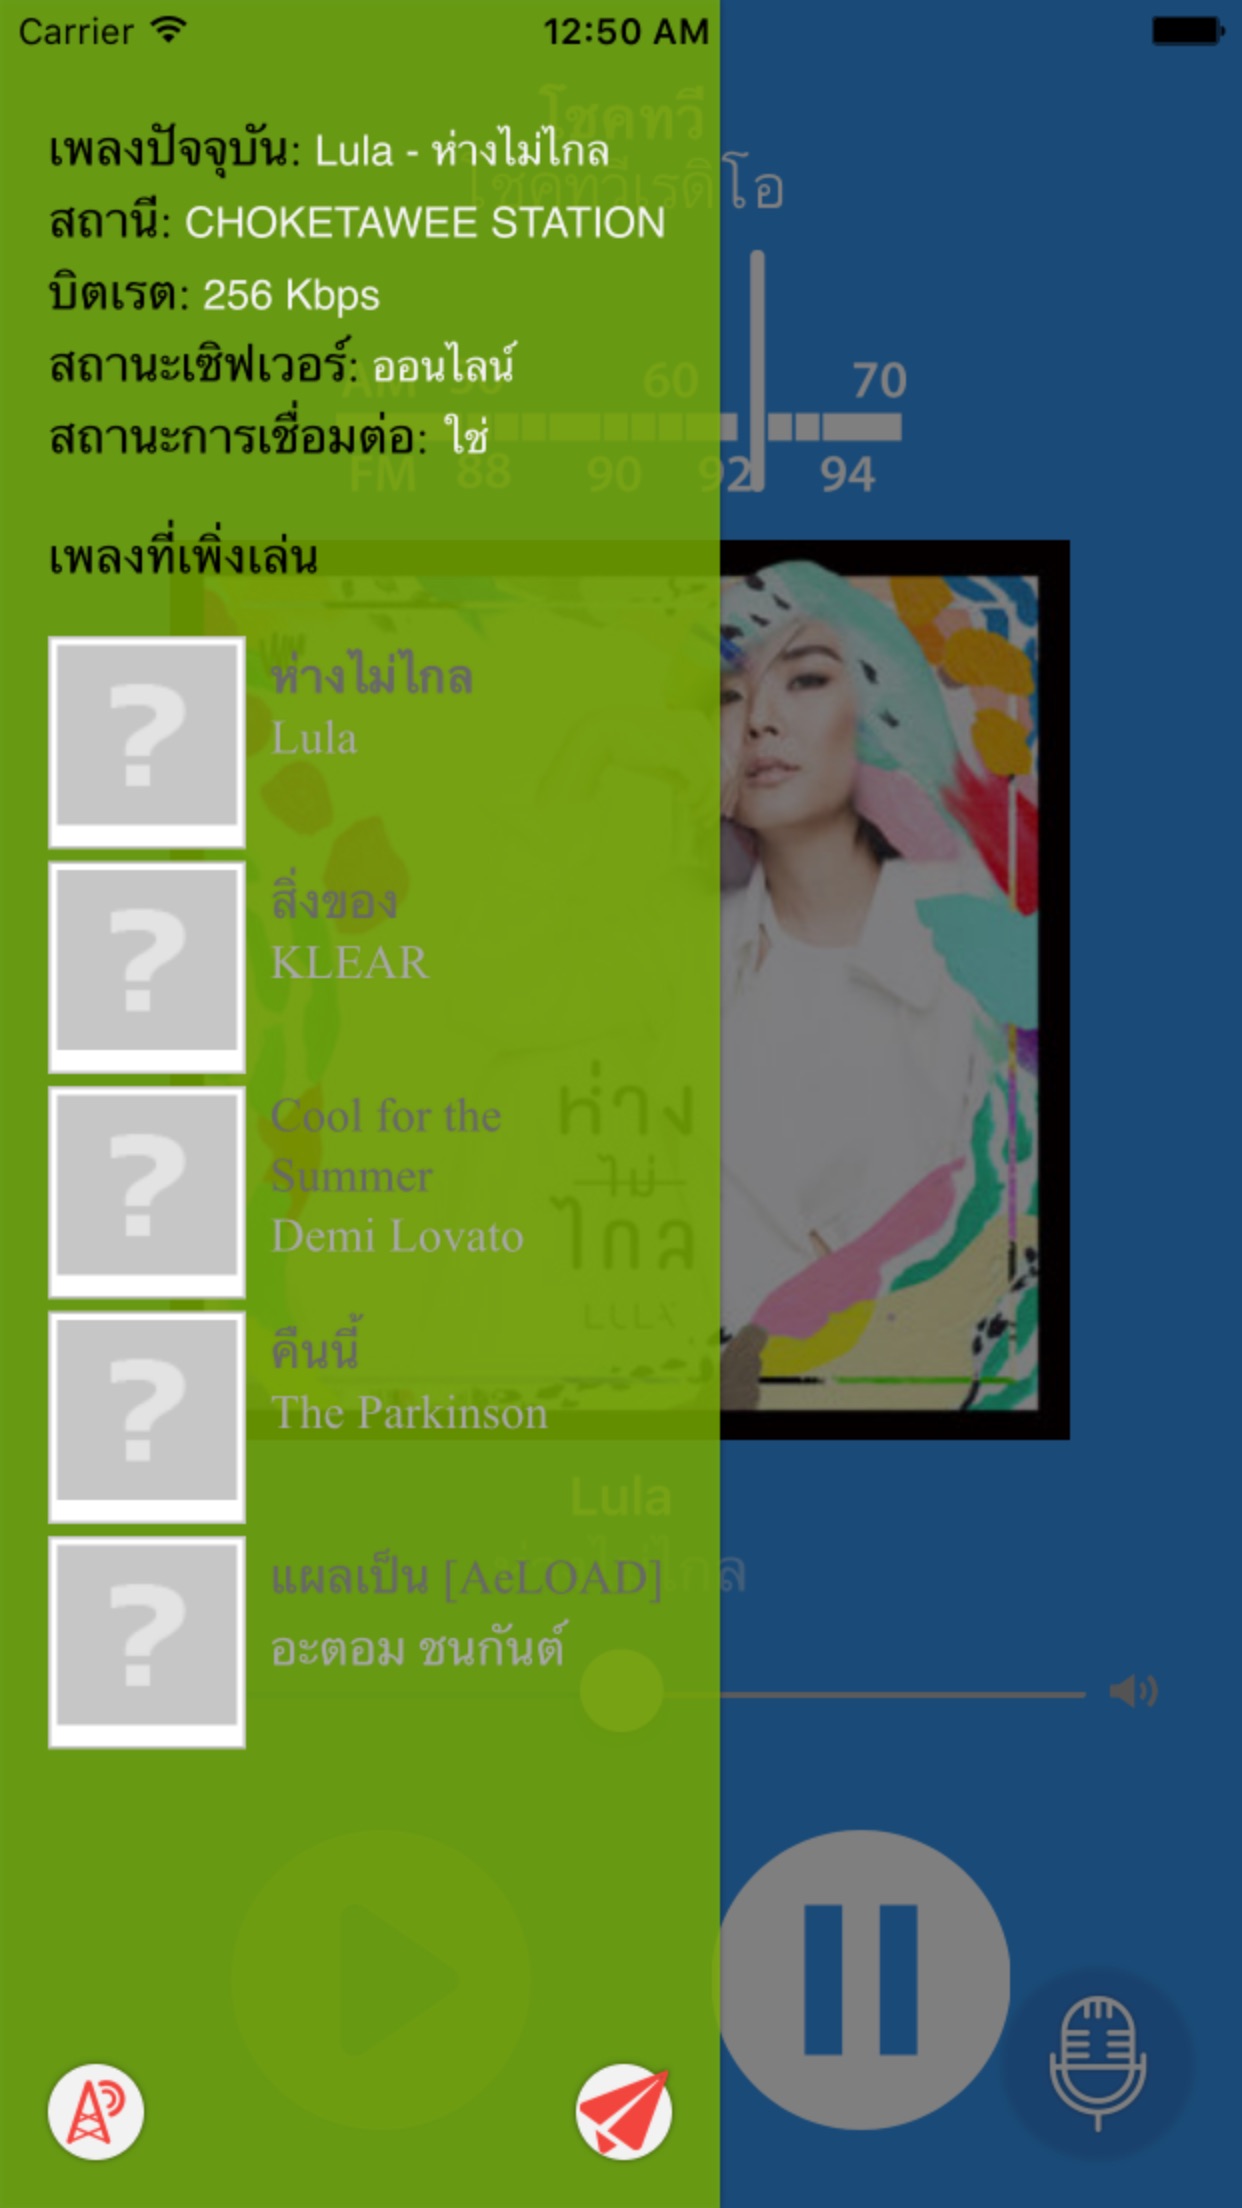 Carrier 12:50 AM
โชคทวี
โชคทวีเรดิโอ
เพลงปัจจุบัน: Lula - ห่างไม่ไกล
สถานี: CHOKETAWEE STATION
บิตเรต: 256 Kbps
สถานะเซิฟเวอร์: ออนไลน์
สถานะการเชื่อมต่อ: ใช่
AM 50 60 70
FM 88 90 92 94
เพลงที่เพิ่งเล่น
ห่างไม่ไกล
Lula
สิ่งของ
KLEAR
Cool for the
Summer
Demi Lovato
คืนนี้
The Parkinson
แผลเป็น [AeLOAD]
อะตอม ชนกันต์
ห่าง
ไม่
ไกล
LULA
Lula
ห่างไม่ไกล